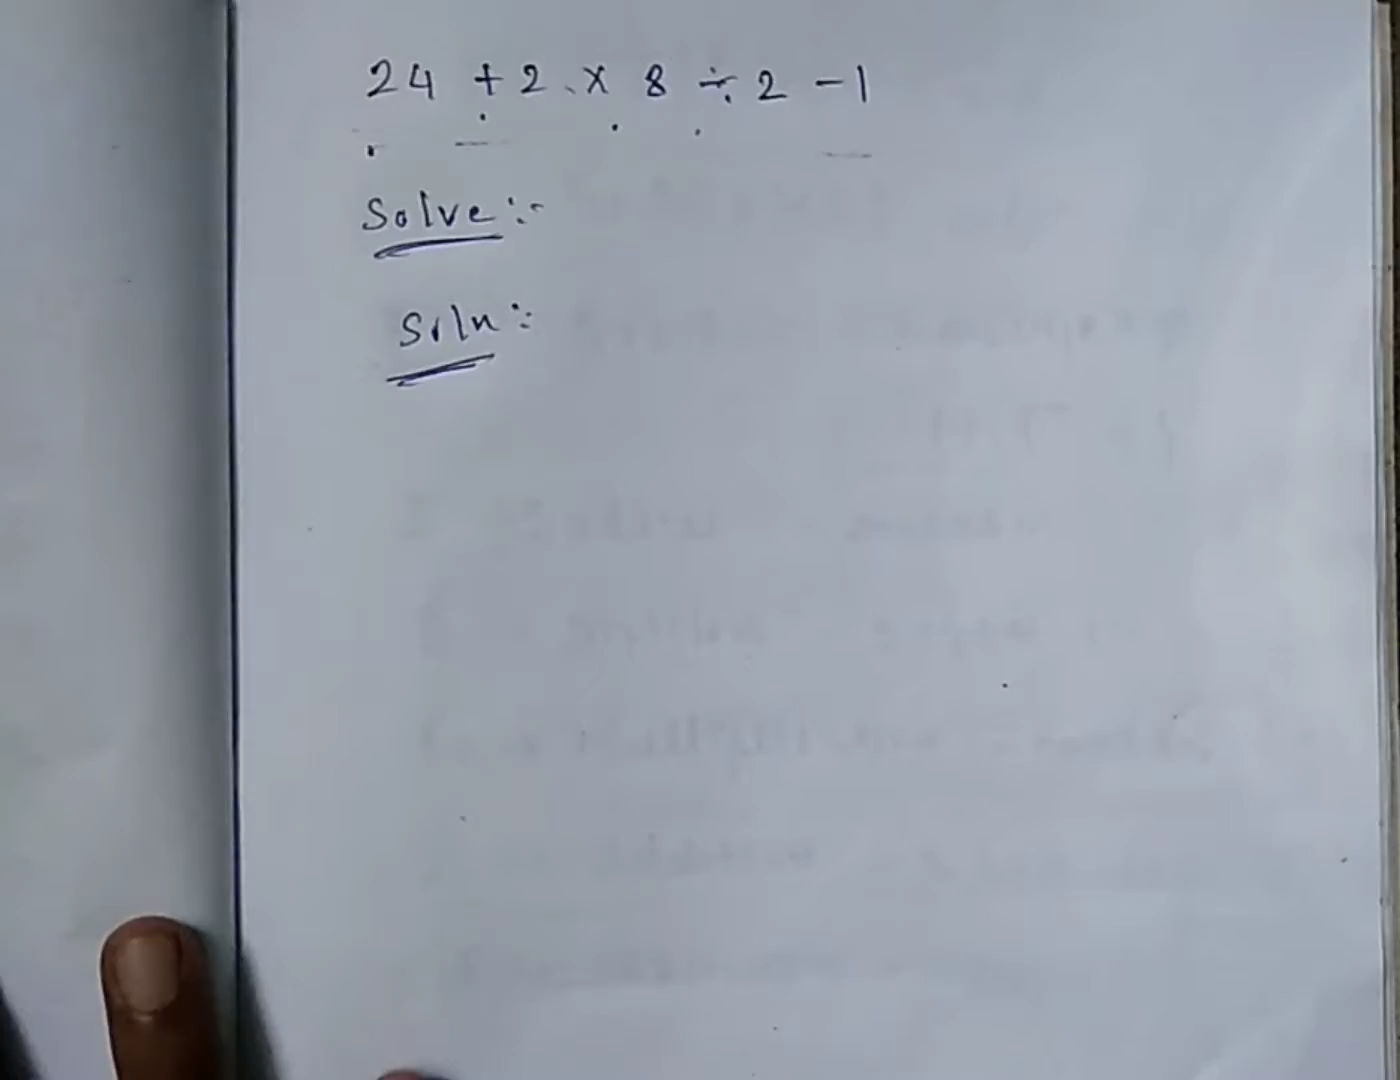 24 + 2 × 8 ÷ 2 - 1
Solve :-
Soln :-